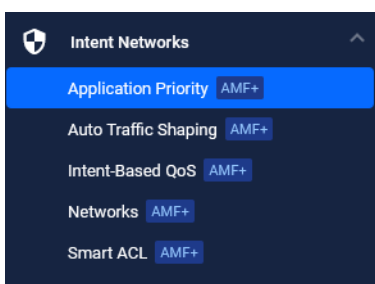 Intent Networks
Application Priority AMF+
Auto Traffic Shaping AMF+
Intent-Based QoS AMF+
Networks AMF+
Smart ACL AMF+